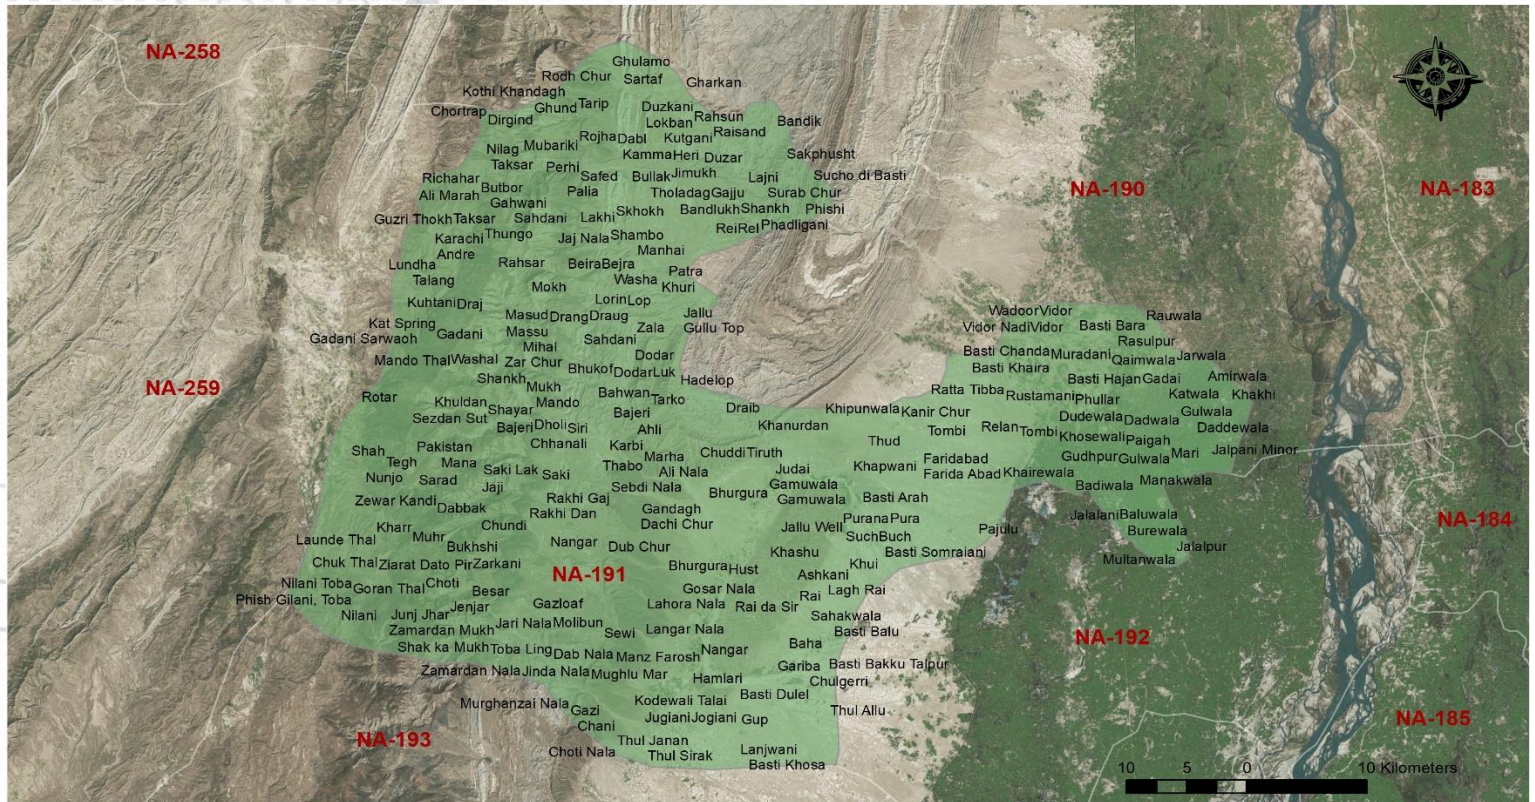 NA-258
Ghulamo
Rodh Chur
Sartaf
Gharkan
Kothi Khandagh
Chortrap
Ghund
Tarip
Duzkani
Dirgind
Lokban
Rahsun
Bandik
Rojha
Dabl
Kutgani
Raisand
Nilag
Mubariki
Kamma
Heri
Duzar
Sakphusht
Taksar
Perhi
Safed
Bullak
Jimukh
Lajni
Sucho di Basti
Richahar
Ali Marah
Butbor
Palia
Tholadag
Gajju
Surab Chur
NA-190
NA-183
Gahwani
Guzri Thokh
Taksar
Sahdani
Lakhi
Skhokh
Bandlukh
Shankh
Phishi
Rei
Rel
Phadligani
Karachi
Thungo
Jaj Nala
Shambo
Andre
Manhai
Lundha
Rahsar
Beira
Bejra
Patra
Talang
Washa
Khuri
Mokh
Kuhtani
Draj
Lorin
Lop
Masud
Drang
Draug
Jallu
Wadoor
Vidor
Rauwala
Kat Spring
Gadani Sarwaoh
Gadani
Massu
Zala
Gullu Top
Vidor Nadi
Vidor
Basti Bara
Mihal
Sahdani
Rasulpur
Mando Thal
Washal
Zar Chur
Dodar
Basti Chanda
Muradani
Qaimwala
Jarwala
Bhukof
Dodar
Luk
Basti Khaira
NA-259
Shankh
Mukh
Hadelop
Basti Hajan
Gadai
Amirwala
Rotar
Bahwan
Tarko
Ratta Tibba
Rustamani
Phullar
Katwala
Khakhi
Khuldan
Shayar
Mando
Bajeri
Draib
Khipunwala
Kanir Chur
Dudewala
Dadwala
Gulwala
Sezdan Sut
Bajeri
Dholi
Siri
Ahli
Khanurdan
Tombi
Relan
Tombi
Khosewali
Paigah
Daddewala
Shah
Pakistan
Chhanali
Karbi
Thud
Marha
Chuddi
Tiruth
Gudhpur
Gulwala
Mari
Jalpani Minor
Tegh
Mana
Saki Lak
Saki
Thabo
Ali Nala
Judai
Khapwani
Faridabad
Farida Abad
Khairewala
Nunjo
Sarad
Jaji
Sebdi Nala
Bhurgura
Gamuwala
Badiwala
Manakwala
Zewar Kandi
Dabbak
Rakhi Gaj
Gamuwala
Basti Arah
Rakhi Dan
Gandagh
Kharr
Chundi
Dachi Chur
Jallu Well
Purana
Pura
Pajulu
Jalalani
Baluwala
NA-184
Launde Thal
Muhr
Such
Buch
Burewala
Bukhshi
Nangar
Dub Chur
Khashu
Basti Somraiani
Jalalpur
Chuk Thal
Ziarat Dato Pir
Zarkani
NA-191
Bhurgura
Hust
Khui
Multanwala
Nilani Toba
Goran Thal
Choti
Besar
Gosar Nala
Ashkani
Lagh Rai
Phish Gilani, Toba
Jenjar
Gazloaf
Lahora Nala
Rai da Sir
Rai
Nilani
Junj Jhar
Jari Nala
Molibun
Sahakwala
Zamardan Mukh
Sewi
Langar Nala
Basti Balu
NA-192
Shak ka Mukh
Toba Ling
Dab Nala
Manz Farosh
Nangar
Baha
Zamardan Nala
Jinda Nala
Mughlu Mar
Hamlari
Gariba
Basti Bakku Talpur
Chulgerri
Murghanzai Nala
Gazi
Kodewali Talai
Basti Dulel
Thul Allu
NA-185
Chani
Jugiani
Jogiani
Gup
NA-193
Choti Nala
Thul Janan
Thul Sirak
Lanjwani
Basti Khosa
10 5 0 10 Kilometers